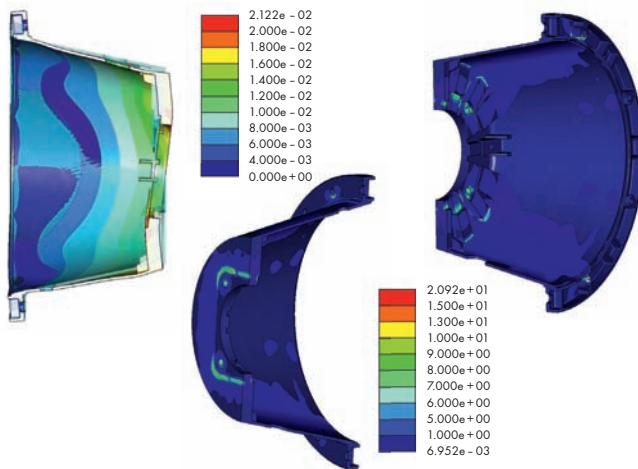 2.122e – 02
2.000e – 02
1.800e – 02
1.600e – 02
1.400e – 02
1.200e – 02
1.000e – 02
8.000e – 03
6.000e – 03
4.000e – 03
0.000e + 00
2.092e + 01
1.500e + 01
1.300e + 01
1.000e + 01
9.000e + 00
8.000e + 00
7.000e + 00
6.000e + 00
5.000e + 00
1.000e + 00
6.952e – 03